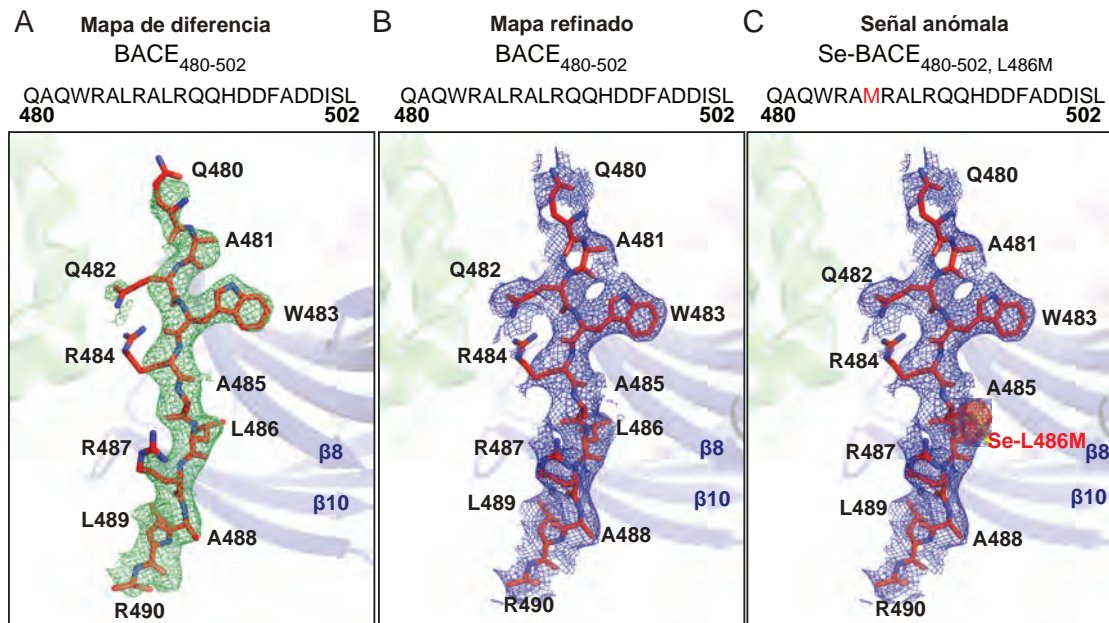 A Mapa de diferencia
BACE480-502
QAQWRALRALRQQHDDFADDISL
480 502
Q480
A481
Q482
W483
R484
A485
L486
R487
β8
β10
L489
A488
R490
B Mapa refinado
BACE480-502
QAQWRALRALRQQHDDFADDISL
480 502
Q480
A481
Q482
W483
R484
A485
L486
R487
β8
β10
L489
A488
R490
C Señal anómala
Se-BACE480-502, L486M
QAQWRAMRALRQQHDDFADDISL
480 502
Q480
A481
Q482
W483
R484
A485
Se-L486M
R487
β8
β10
L489
A488
R490